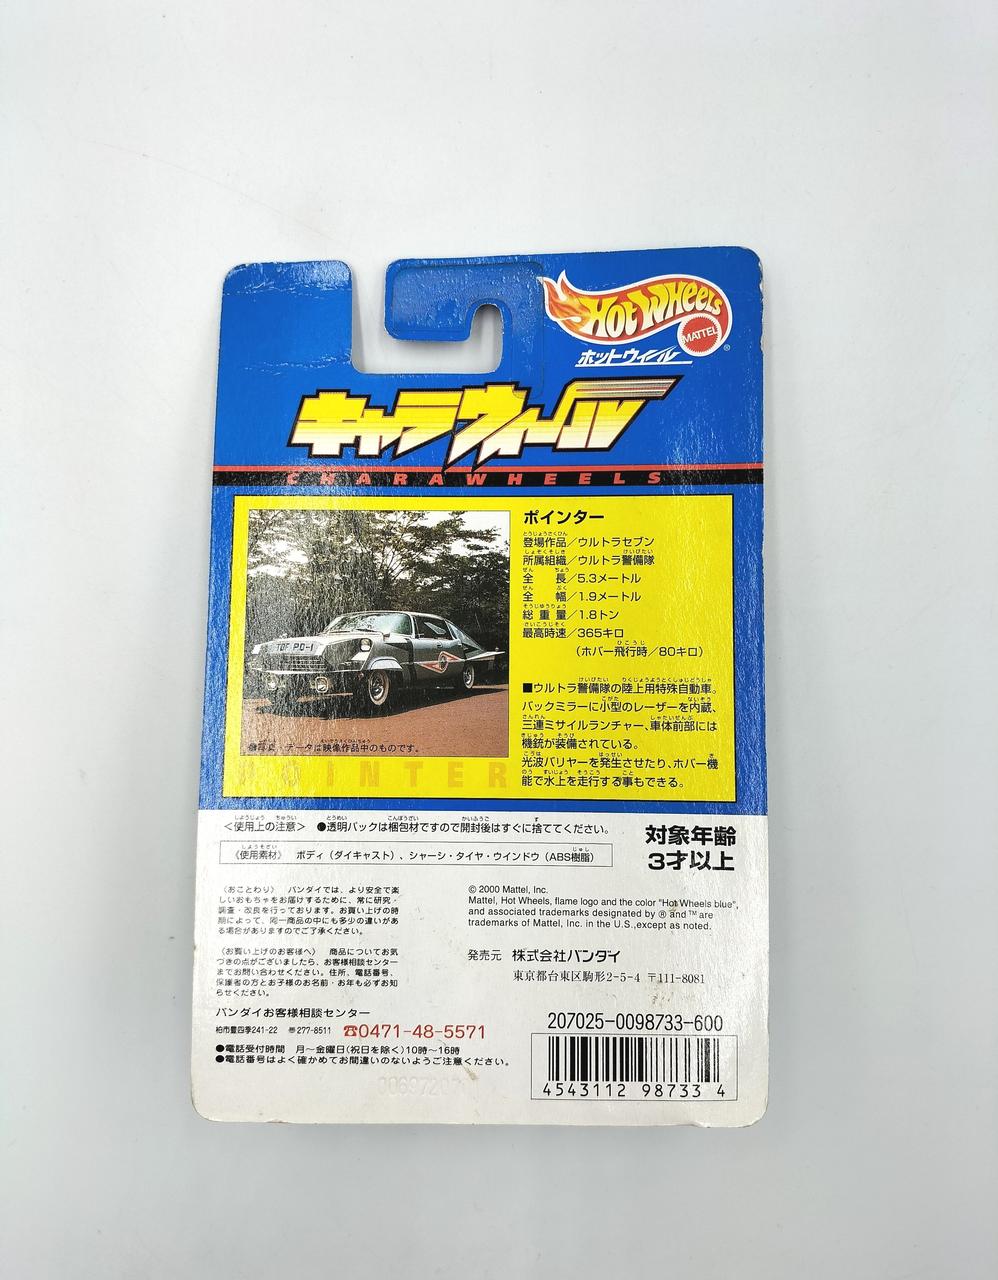 Hot Wheels
MATTEL
®
ホットウィール
キャラウィール
CHARAWHEELS
TDF PO-1
データは映像作品中のものです。
POINTER
ポインター
登場作品／ウルトラセブン
所属組織／ウルトラ警備隊
全 長／5.3メートル
全 幅／1.9メートル
総 重 量／1.8トン
最高時速／365キロ
（ホバー飛行時／80キロ）
■ウルトラ警備隊の陸上用特殊自動車。
バックミラーに小型のレーザーを内蔵、
三連ミサイルランチャー、車体前部には
機銃が装備されている。
光波バリヤーを発生させたり、ホバー機
能で水上を走行する事もできる。
＜使用上の注意＞ ●透明パックは梱包材ですので開封後はすぐに捨ててください。
《使用素材》 ボディ（ダイキャスト）、シャーシ・タイヤ・ウインドウ（ABS樹脂）
対象年齢
3才以上
〈おことわり〉 バンダイでは、より安全で楽
しいおもちゃをお届けするために、常に研究・
調査・改良を行っております。お買い上げの時
期によって、同一商品の中にも多少の違いがあ
る場合がありますのでご了承ください。
〈お買い上げのお客様へ〉 商品についてお気
づきの点がございましたら、お客様相談センター
までお問い合わせください。住所、電話番号、
保護者の方とお子様のお名前・お年も必ずお知
らせください。
バンダイお客様相談センター
柏市豊四季241-22 〒277-8511 ☎0471-48-5571
●電話受付時間 月〜金曜日(祝日を除く)10時〜16時
●電話番号はよく確かめてお間違いのないようご注意ください。
© 2000 Mattel, Inc.
Mattel, Hot Wheels, flame logo and the color "Hot Wheels blue",
and associated trademarks designated by ® and ™ are
trademarks of Mattel, Inc. in the U.S.,except as noted.
発売元 株式会社バンダイ
東京都台東区駒形2-5-4 〒111-8081
207025-0098733-600
4543112 98733 4